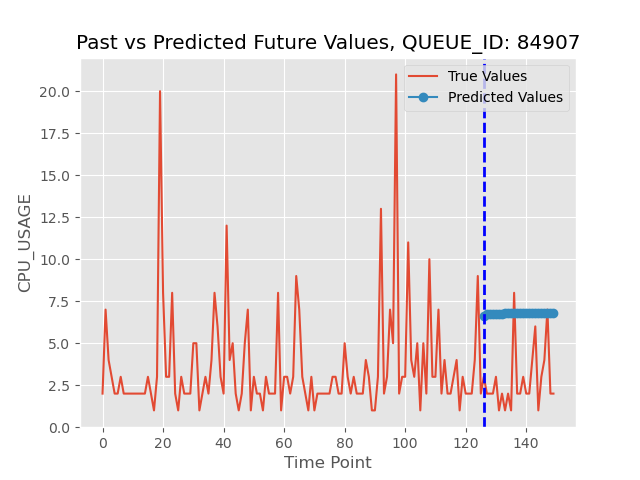 Past vs Predicted Future Values, QUEUE_ID: 84907
True Values
Predicted Values
CPU_USAGE
20.0
17.5
15.0
12.5
10.0
7.5
5.0
2.5
0.0
0 20 40 60 80 100 120 140
Time Point